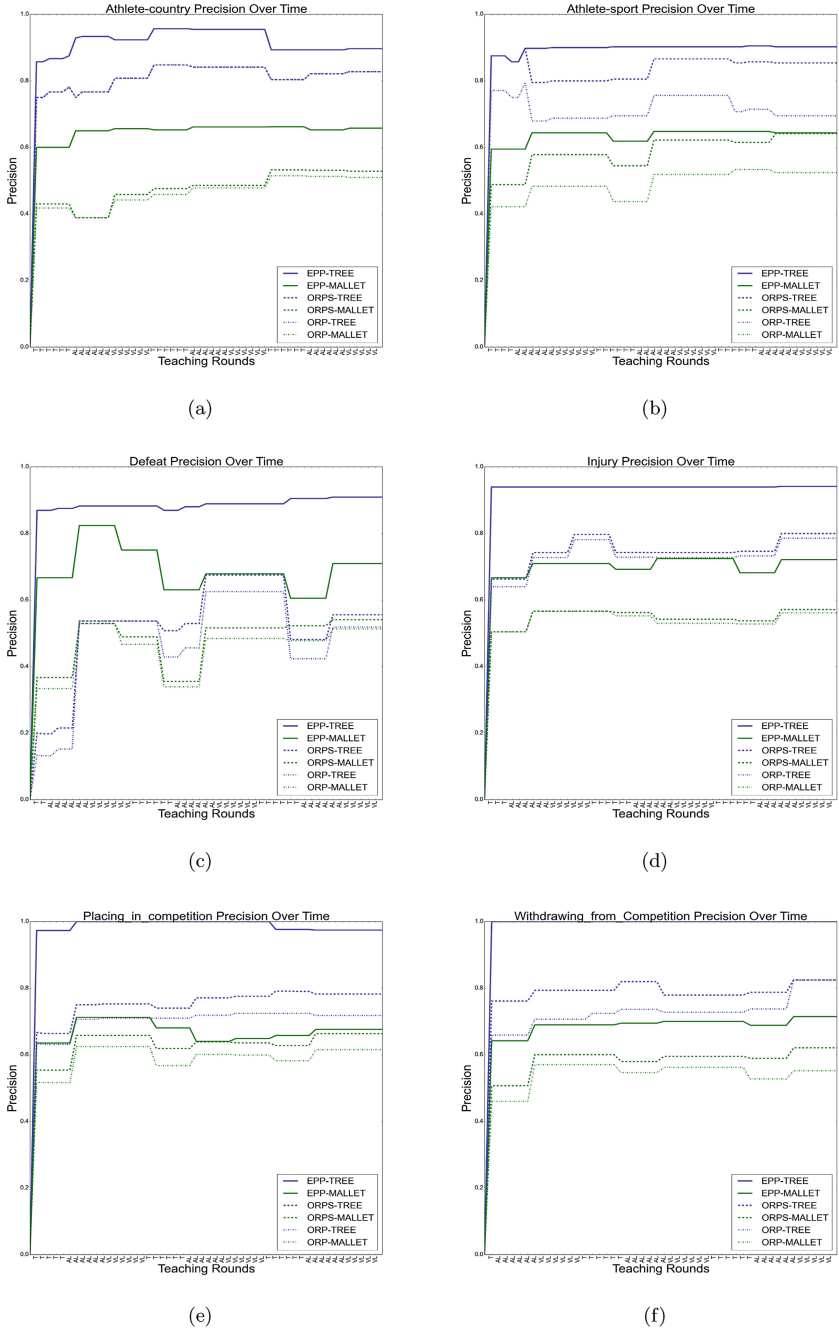 Athlete-country Precision Over Time
Precision
1.0
0.8
0.6
0.4
0.2
0.0
EPP-TREE
EPP-MALLET
ORPS-TREE
ORPS-MALLET
ORP-TREE
ORP-MALLET
Teaching Rounds
(a)
Athlete-sport Precision Over Time
Precision
1.0
0.8
0.6
0.4
0.2
0.0
EPP-TREE
EPP-MALLET
ORPS-TREE
ORPS-MALLET
ORP-TREE
ORP-MALLET
Teaching Rounds
(b)
Defeat Precision Over Time
Precision
1.0
0.8
0.6
0.4
0.2
0.0
EPP-TREE
EPP-MALLET
ORPS-TREE
ORPS-MALLET
ORP-TREE
ORP-MALLET
Teaching Rounds
(c)
Injury Precision Over Time
Precision
1.0
0.8
0.6
0.4
0.2
0.0
EPP-TREE
EPP-MALLET
ORPS-TREE
ORPS-MALLET
ORP-TREE
ORP-MALLET
Teaching Rounds
(d)
Placing_in_competition Precision Over Time
Precision
1.0
0.8
0.6
0.4
0.2
0.0
EPP-TREE
EPP-MALLET
ORPS-TREE
ORPS-MALLET
ORP-TREE
ORP-MALLET
Teaching Rounds
(e)
Withdrawing_from_Competition Precision Over Time
Precision
1.0
0.8
0.6
0.4
0.2
0.0
EPP-TREE
EPP-MALLET
ORPS-TREE
ORPS-MALLET
ORP-TREE
ORP-MALLET
Teaching Rounds
(f)